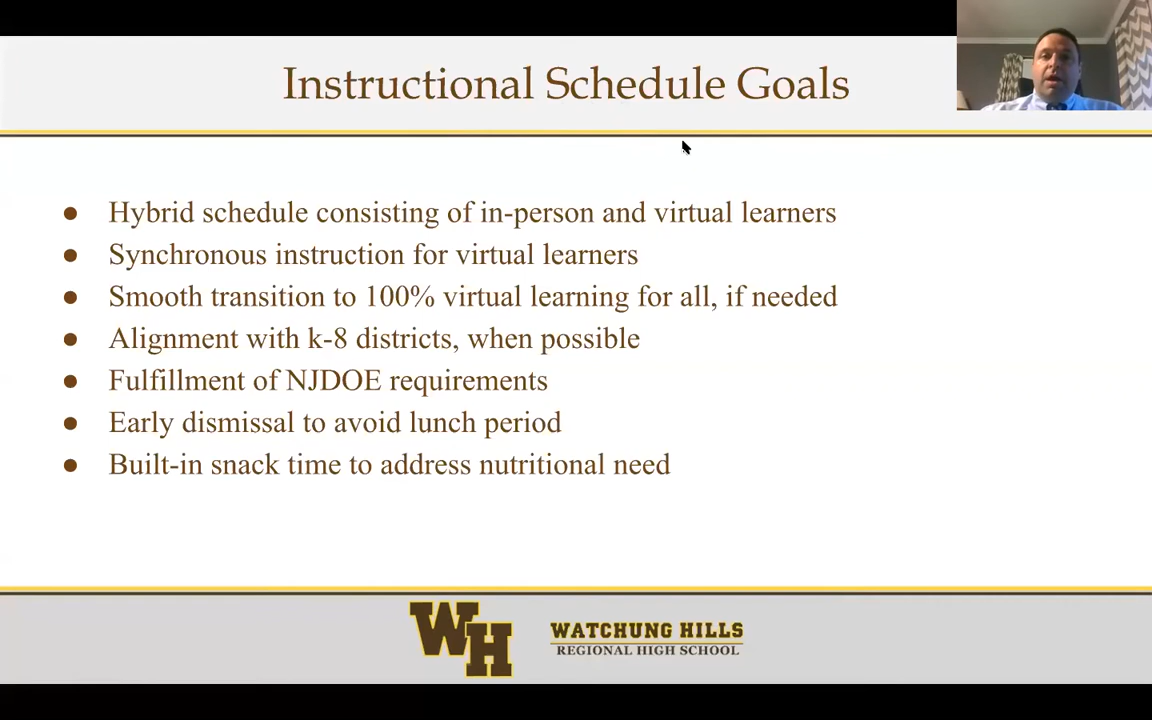 Instructional Schedule Goals
● Hybrid schedule consisting of in-person and virtual learners
● Synchronous instruction for virtual learners
● Smooth transition to 100% virtual learning for all, if needed
● Alignment with k-8 districts, when possible
● Fulfillment of NJDOE requirements
● Early dismissal to avoid lunch period
● Built-in snack time to address nutritional need
WH
WATCHUNG HILLS
REGIONAL HIGH SCHOOL